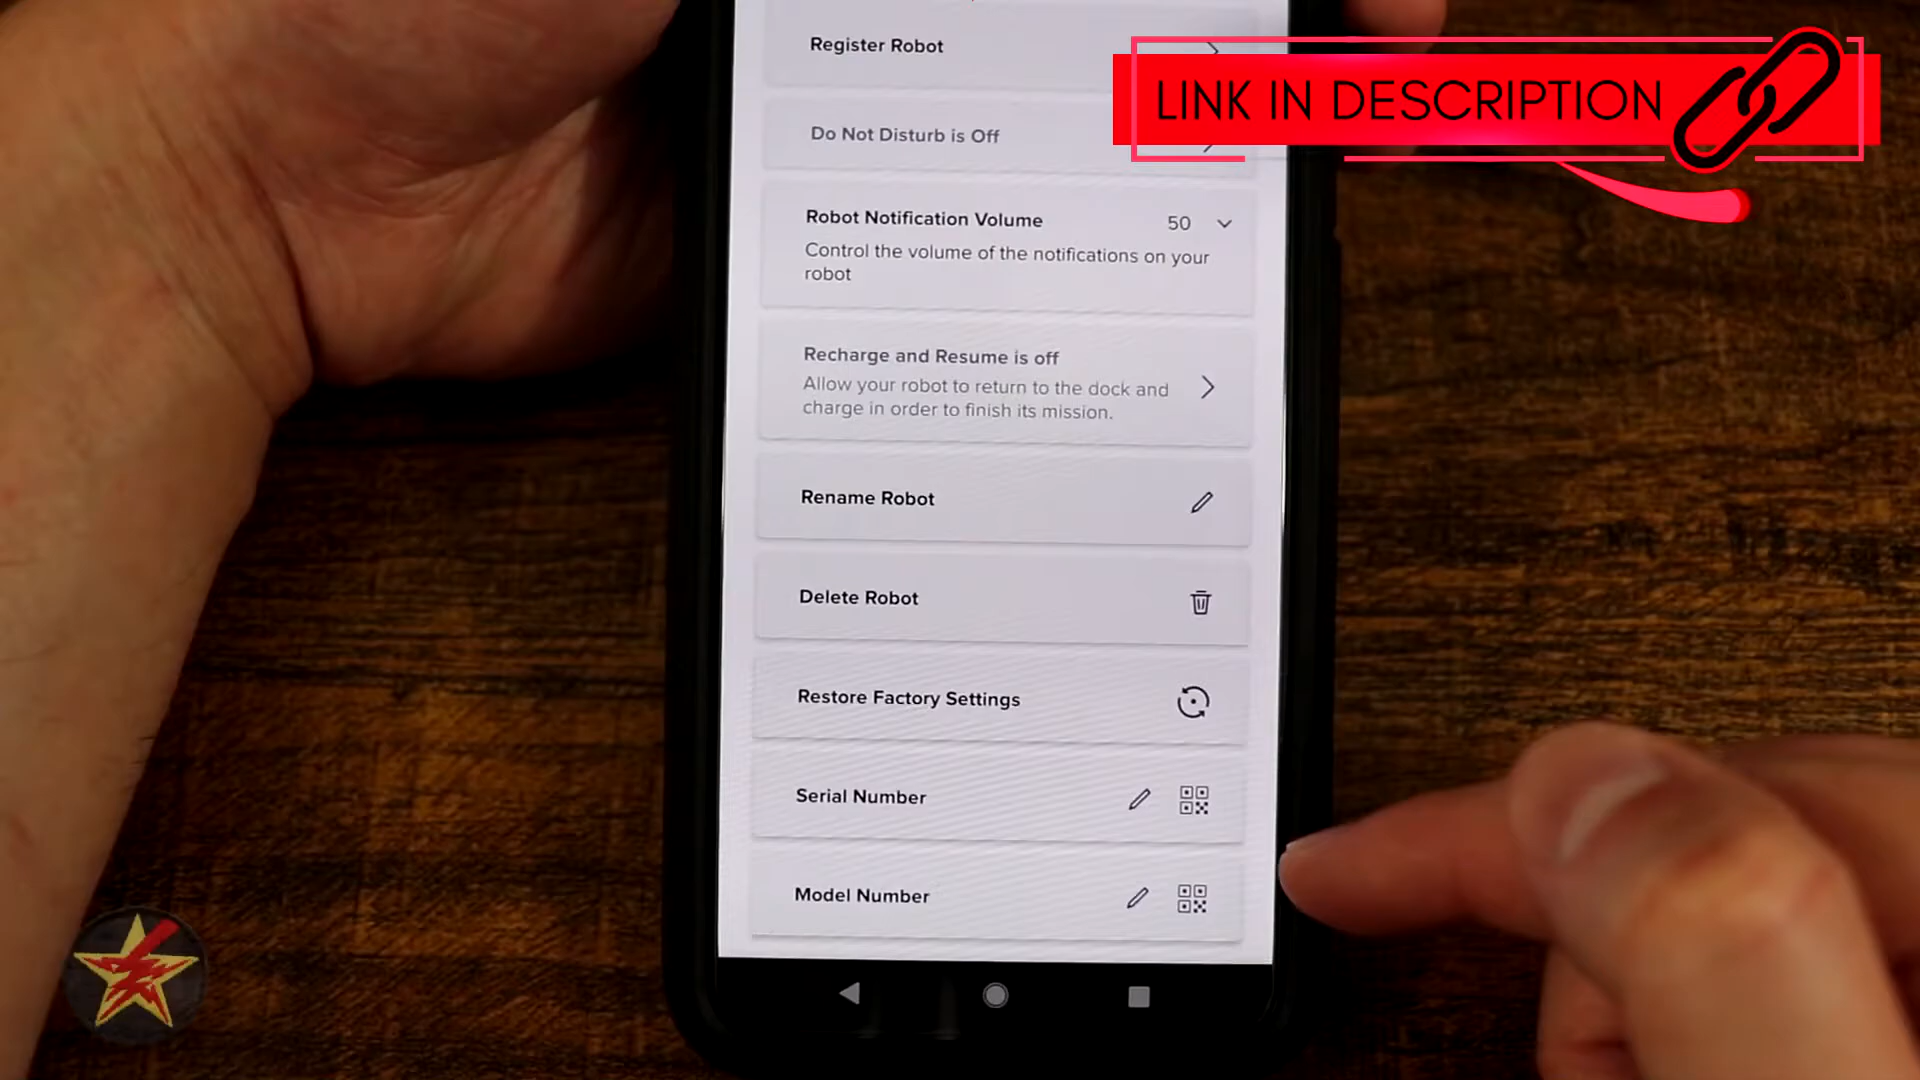 Register Robot
LINK IN DESCRIPTION
Do Not Disturb is Off
Robot Notification Volume 50
Control the volume of the notifications on your
robot
Recharge and Resume is off
Allow your robot to return to the dock and
charge in order to finish its mission.
Rename Robot
Delete Robot
Restore Factory Settings
Serial Number
Model Number